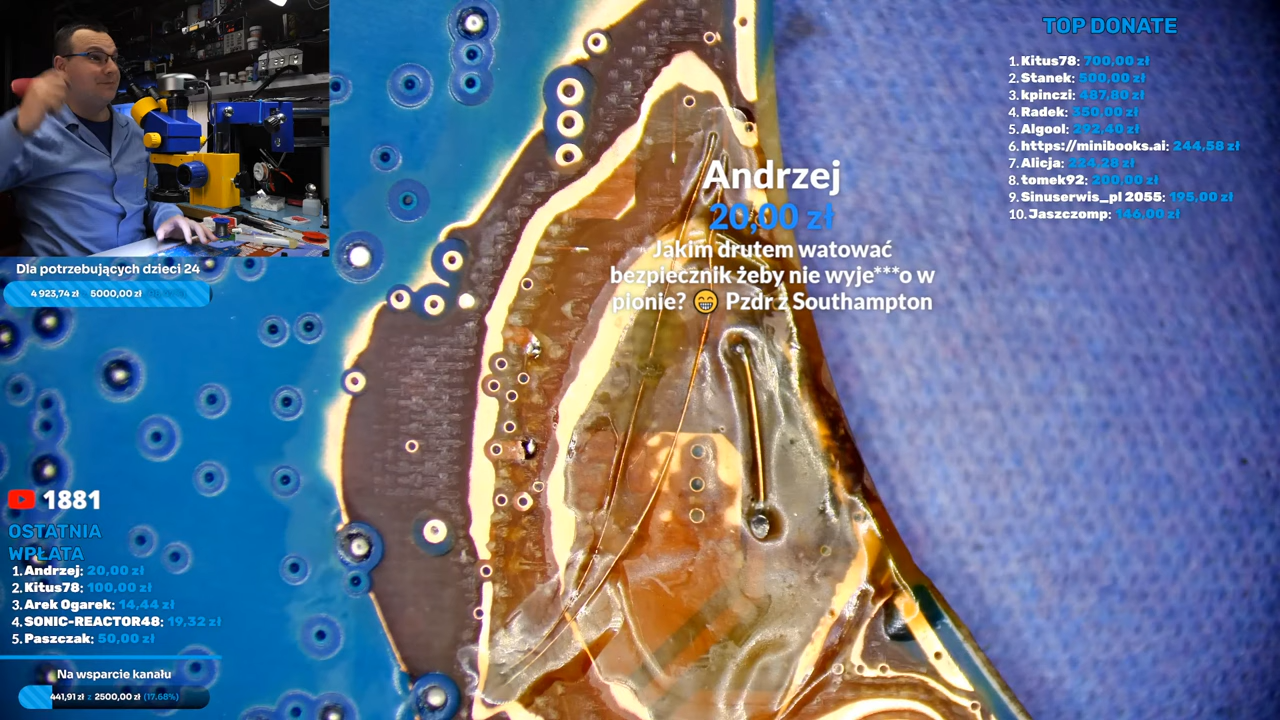 TOP DONATE
1. Kitus78: 700,00 zł
2. Stanek: 500,00 zł
3. kpinczi: 487,80 zł
4. Radek: 350,00 zł
5. Algool: 292,40 zł
6. https://minibooks.ai: 244,58 zł
7. Alicja: 224,28 zł
8. tomek92: 200,00 zł
9. Sinuserwis_pl 2055: 195,00 zł
10. Jaszczomp: 146,00 zł
Andrzej
20,00 zł
Jakim drutem watować
bezpiecznik żeby nie wyje***o w
pionie? 😁 Pzdr z Southampton
Dla potrzebujących dzieci 24
4 923,74 zł 5000,00 zł
1881
OSTATNIA
WPŁATA
1. Andrzej: 20,00 zł
2. Kitus78: 100,00 zł
3. Arek Ogarek: 14,44 zł
4. SONIC-REACTOR48: 19,32 zł
5. Paszczak: 50,00 zł
Na wsparcie kanału
441,91 zł z 2500,00 zł (17.68%)